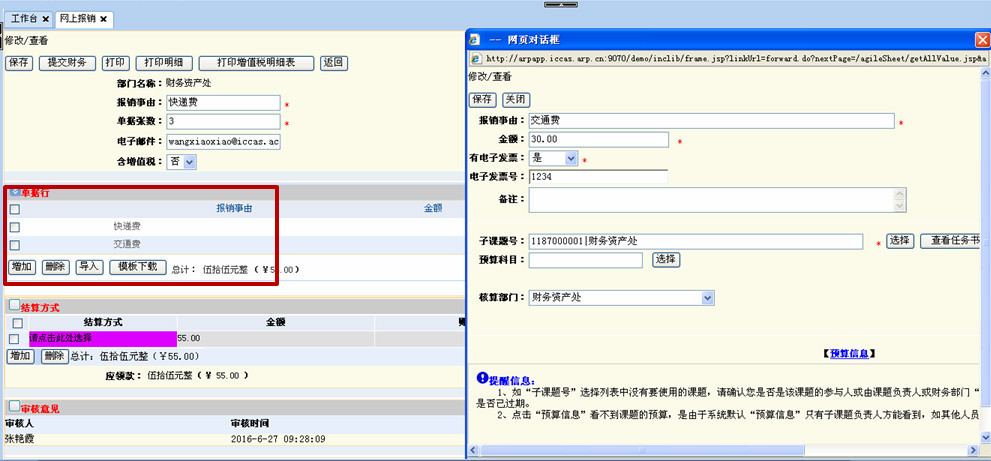 工作台 × 网上报销 ×
修改/查看
保存 提交财务 打印 打印明细 打印增值税明细表 返回
部门名称：财务资产处
报销事由：快递费 *
单据张数：3 *
电子邮件：wangxiaoxiao@iccas.ac
含增值税：否
单据行
报销事由 金额
快递费
交通费
增加 删除 导入 模板下载 总计：伍拾伍元整（￥55.00）
结算方式
结算方式 金额
请点击此处选择 55.00
增加 删除 总计：伍拾伍元整（￥55.00）
应领款：伍拾伍元整（￥55.00）
审核意见
审核人 审核时间
张艳霞 2016-6-27 09:28:09
-- 网页对话框
http://arpapp.iccas.arp.cn:9070/demo/inclib/frame.jsp?linkUrl=forward.do?nextPage=/agileSheet/getAllValue.jsp&
修改/查看
保存 关闭
报销事由：交通费 *
金额：30.00 *
有电子发票：是 *
电子发票号：1234
备注：
子课题号：1187000001|财务资产处 * 选择 查看任务书
预算科目： 选择
核算部门：财务资产处
【预算信息】
提醒信息：
1、如“子课题号”选择列表中没有要使用的课题，请确认您是否是该课题的参与人或由课题负责人或财务部门“
是否已过期。
2、点击“预算信息”看不到课题的预算，是由于系统默认“预算信息”只有子课题负责人方能看到，如其他人员